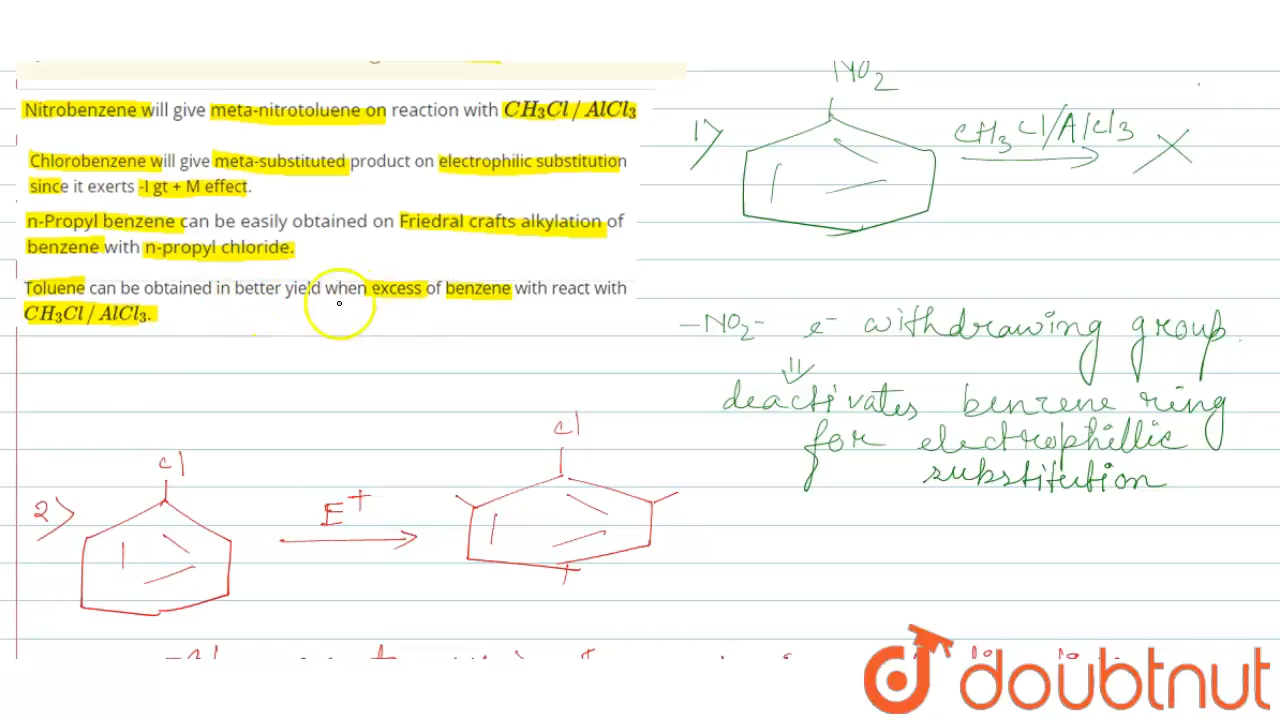 Nitrobenzene will give meta-nitrotoluene on reaction with CH₃Cl / AlCl₃
Chlorobenzene will give meta-substituted product on electrophilic substitution
since it exerts -I gt + M effect.
n-Propyl benzene can be easily obtained on Friedral crafts alkylation of
benzene with n-propyl chloride.
Toluene can be obtained in better yield when excess of benzene with react with
CH₃Cl / AlCl₃.
NO₂
1)
CH₃Cl/AlCl₃
-NO₂- e⁻ withdrawing group
deactivates benzene ring
for electrophillic
substitution
2)
Cl
E⁺
Cl
doubtnut